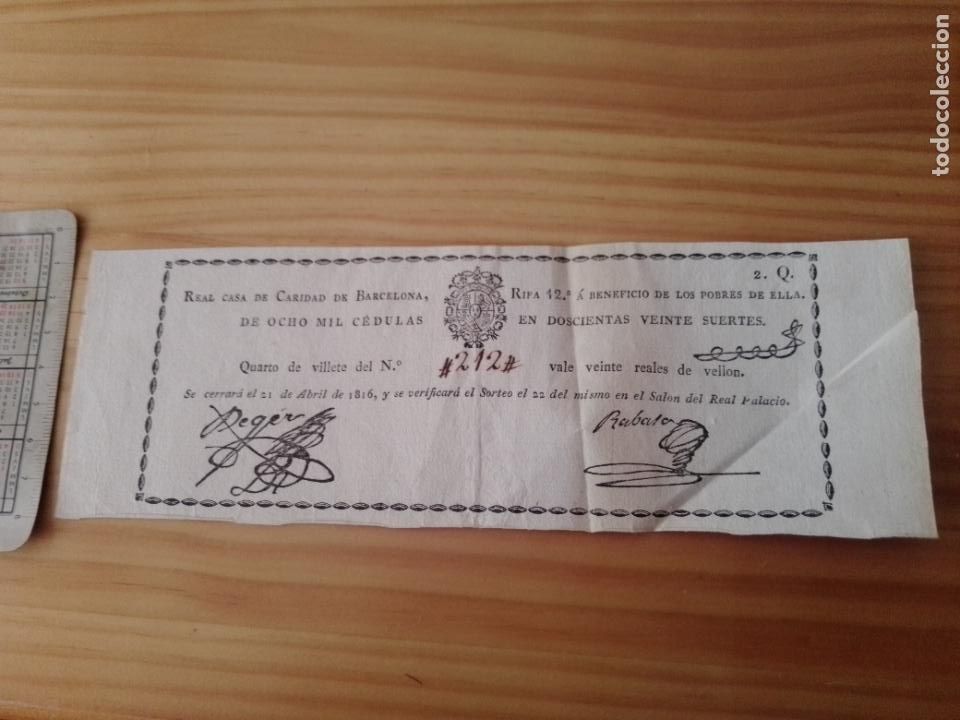 2. Q.
REAL CASA DE CARIDAD DE BARCELONA, RIFA 12.ª Á BENEFICIO DE LOS POBRES DE ELLA.
DE OCHO MIL CÉDULAS EN DOSCIENTAS VEINTE SUERTES.
Quarto de villete del N.º #212# vale veinte reales de vellon.
Se cerrará el 21 de Abril de 1816, y se verificará el Sorteo el 22 del mismo en el Salon del Real Palacio.
Rabasa
todocoleccion